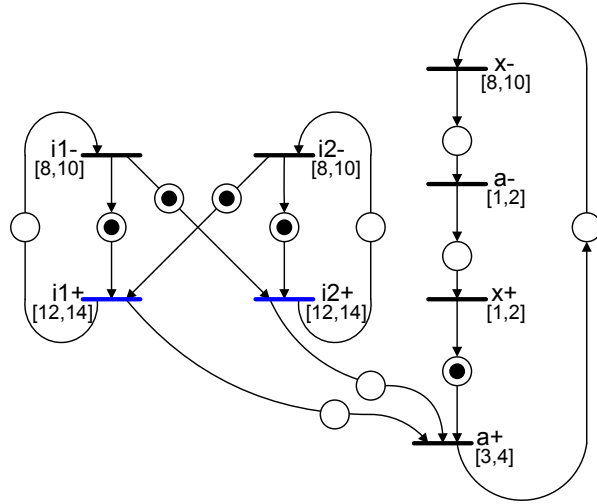 x-
[8,10]
i1-
[8,10]
i2-
[8,10]
a-
[1,2]
i1+
[12,14]
i2+
[12,14]
x+
[1,2]
a+
[3,4]